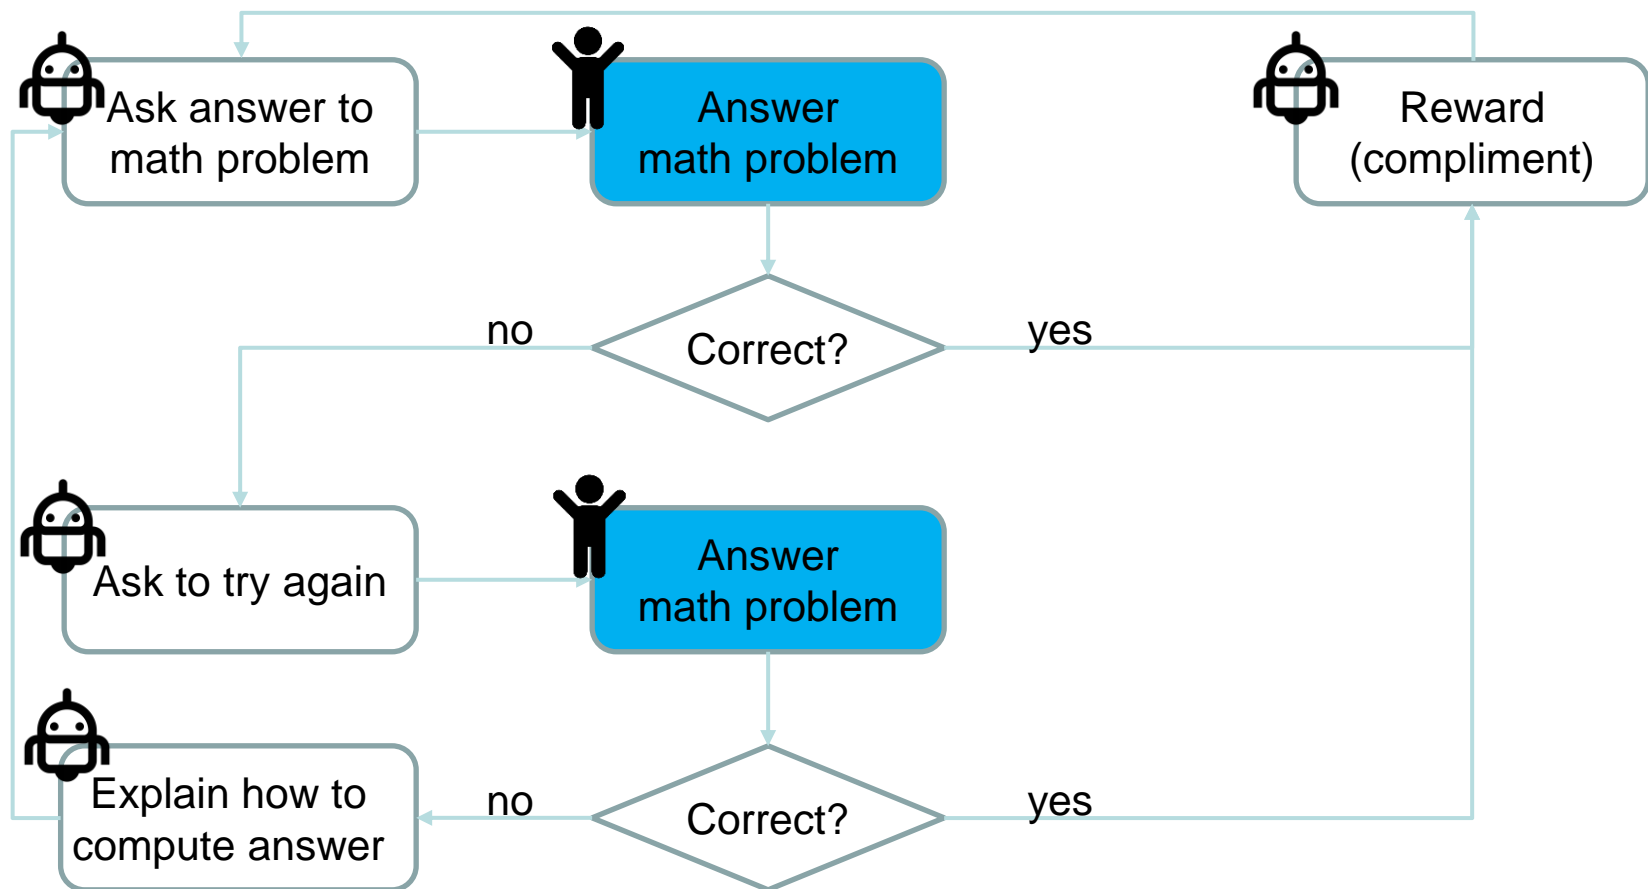 Ask answer to
math problem
Answer
math problem
Reward
(compliment)
no
Correct?
yes
Ask to try again
Answer
math problem
Explain how to
compute answer
no
Correct?
yes